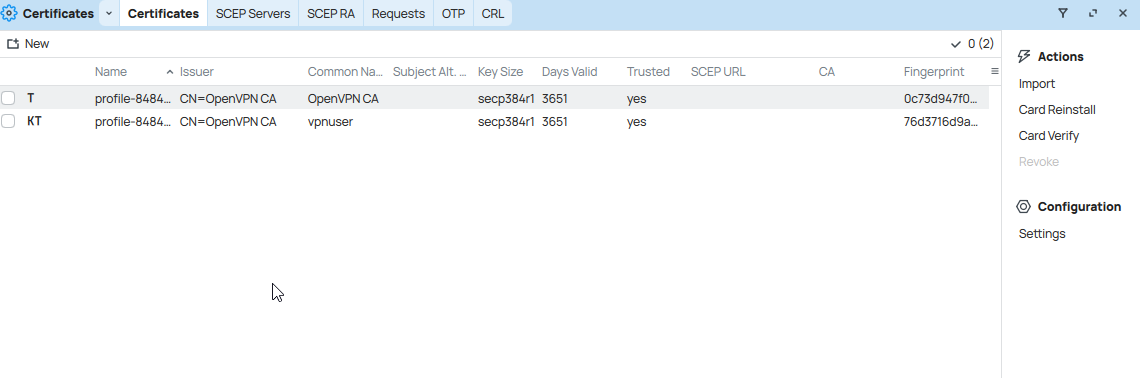 Certificates Certificates SCEP Servers SCEP RA Requests OTP CRL
New 0 (2)
Name Issuer Common Na... Subject Alt. ... Key Size Days Valid Trusted SCEP URL CA Fingerprint
T profile-8484... CN=OpenVPN CA OpenVPN CA secp384r1 3651 yes 0c73d947f0...
KT profile-8484... CN=OpenVPN CA vpnuser secp384r1 3651 yes 76d3716d9a...
Actions
Import
Card Reinstall
Card Verify
Revoke
Configuration
Settings